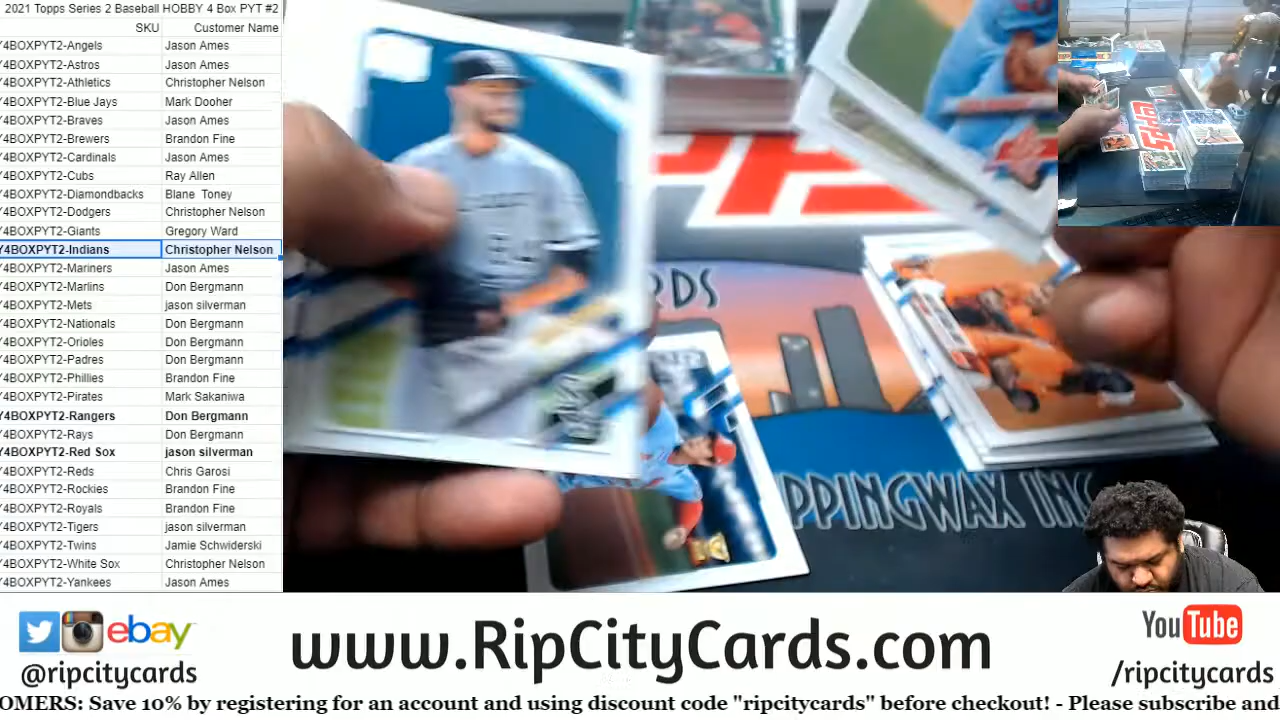 2021 Topps Series 2 Baseball HOBBY 4 Box PYT #2
SKU Customer Name
Y4BOXPYT2-Angels Jason Ames
Y4BOXPYT2-Astros Jason Ames
Y4BOXPYT2-Athletics Christopher Nelson
Y4BOXPYT2-Blue Jays Mark Dooher
Y4BOXPYT2-Braves Jason Ames
Y4BOXPYT2-Brewers Brandon Fine
Y4BOXPYT2-Cardinals Jason Ames
Y4BOXPYT2-Cubs Ray Allen
Y4BOXPYT2-Diamondbacks Blane Toney
Y4BOXPYT2-Dodgers Christopher Nelson
Y4BOXPYT2-Giants Gregory Ward
Y4BOXPYT2-Indians Christopher Nelson
Y4BOXPYT2-Mariners Jason Ames
Y4BOXPYT2-Marlins Don Bergmann
Y4BOXPYT2-Mets jason silverman
Y4BOXPYT2-Nationals Don Bergmann
Y4BOXPYT2-Orioles Don Bergmann
Y4BOXPYT2-Padres Don Bergmann
Y4BOXPYT2-Phillies Brandon Fine
Y4BOXPYT2-Pirates Mark Sakaniwa
Y4BOXPYT2-Rangers Don Bergmann
Y4BOXPYT2-Rays Don Bergmann
Y4BOXPYT2-Red Sox jason silverman
Y4BOXPYT2-Reds Chris Garosi
Y4BOXPYT2-Rockies Brandon Fine
Y4BOXPYT2-Royals Brandon Fine
Y4BOXPYT2-Tigers jason silverman
Y4BOXPYT2-Twins Jamie Schwiderski
Y4BOXPYT2-White Sox Christopher Nelson
Y4BOXPYT2-Yankees Jason Ames
RDS
PPINGWAX INC
ebay
@ripcitycards
www.RipCityCards.com
YouTube
/ripcitycards
OMERS: Save 10% by registering for an account and using discount code "ripcitycards" before checkout! - Please subscribe and